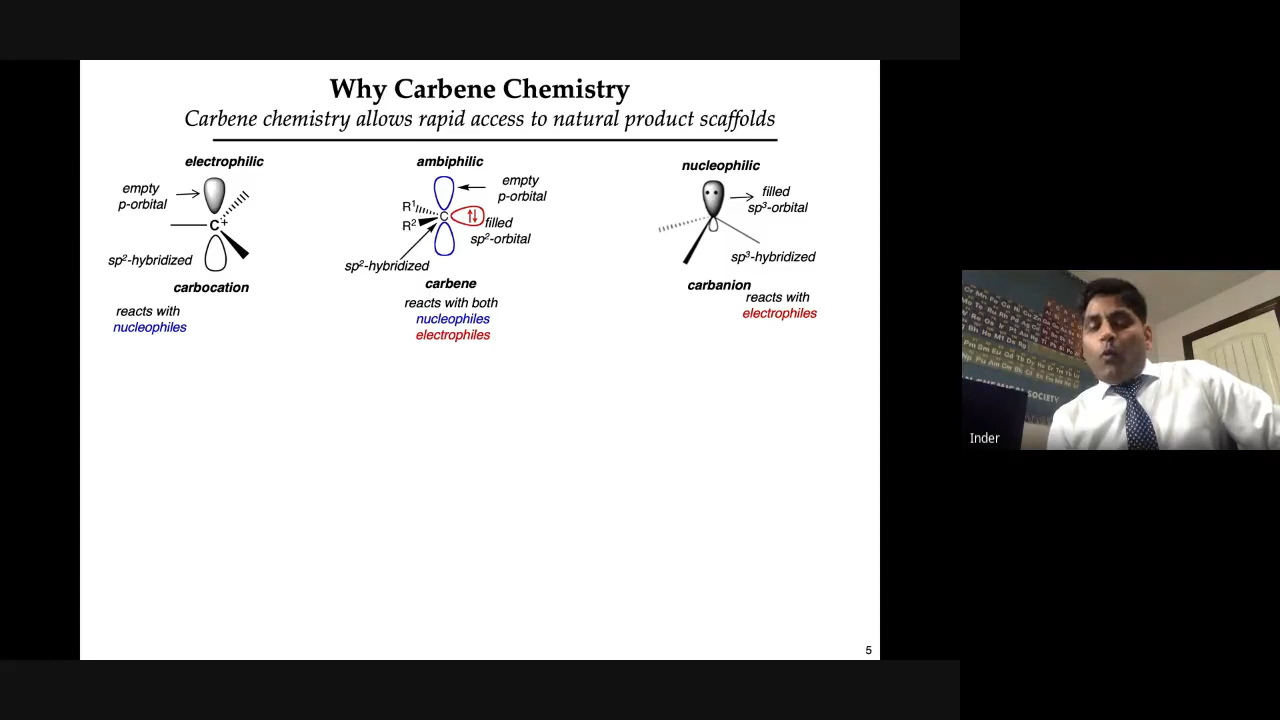 Why Carbene Chemistry
Carbene chemistry allows rapid access to natural product scaffolds
electrophilic
empty
p-orbital
C
+
sp²-hybridized
carbocation
reacts with
nucleophiles
ambiphilic
empty
p-orbital
R¹
R²
C
filled
sp²-orbital
sp²-hybridized
carbene
reacts with both
nucleophiles
electrophiles
nucleophilic
filled
sp³-orbital
sp³-hybridized
carbanion
reacts with
electrophiles
5
Inder